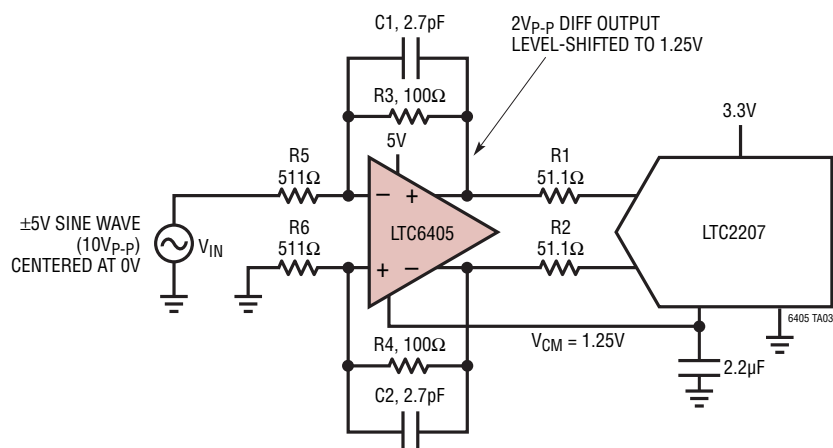 C1, 2.7pF
2VP-P DIFF OUTPUT
LEVEL-SHIFTED TO 1.25V
R3, 100Ω
3.3V
5V
R5
511Ω
R1
51.1Ω
±5V SINE WAVE
(10VP-P)
CENTERED AT 0V
VIN
R6
511Ω
– +
LTC6405
+ –
R2
51.1Ω
LTC2207
6405 TA03
VCM = 1.25V
R4, 100Ω
2.2µF
C2, 2.7pF